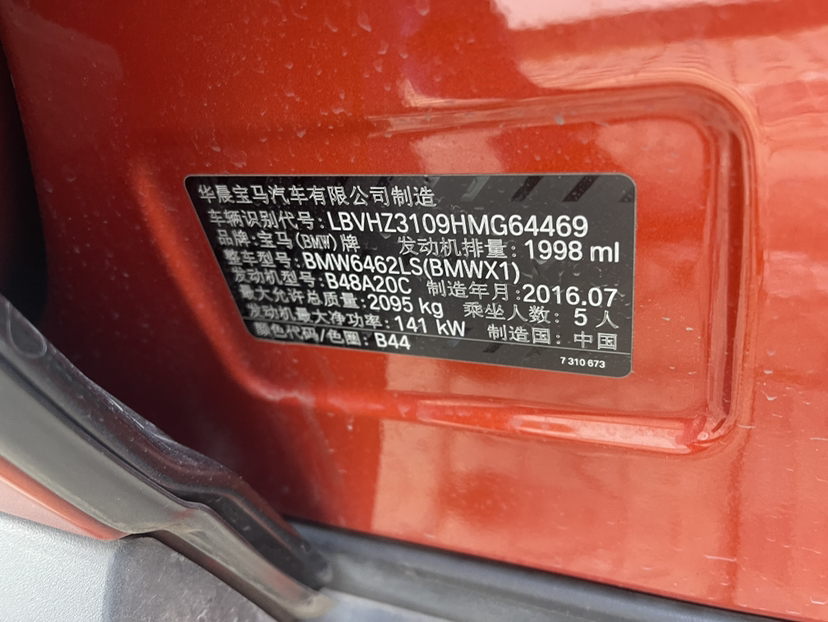 华晨宝马汽车有限公司制造
车辆识别代号:LBVHZ3109HMG64469
品牌:宝马(BMW)牌 发动机排量:1998 ml
整车型号:BMW6462LS(BMWX1)
发动机型号:B48A20C 制造年月:2016.07
最大允许总质量:2095 kg 乘坐人数: 5 人
发动机最大净功率:141 kW 制造国: 中国
颜色代码/色圈: B44
7 310 673